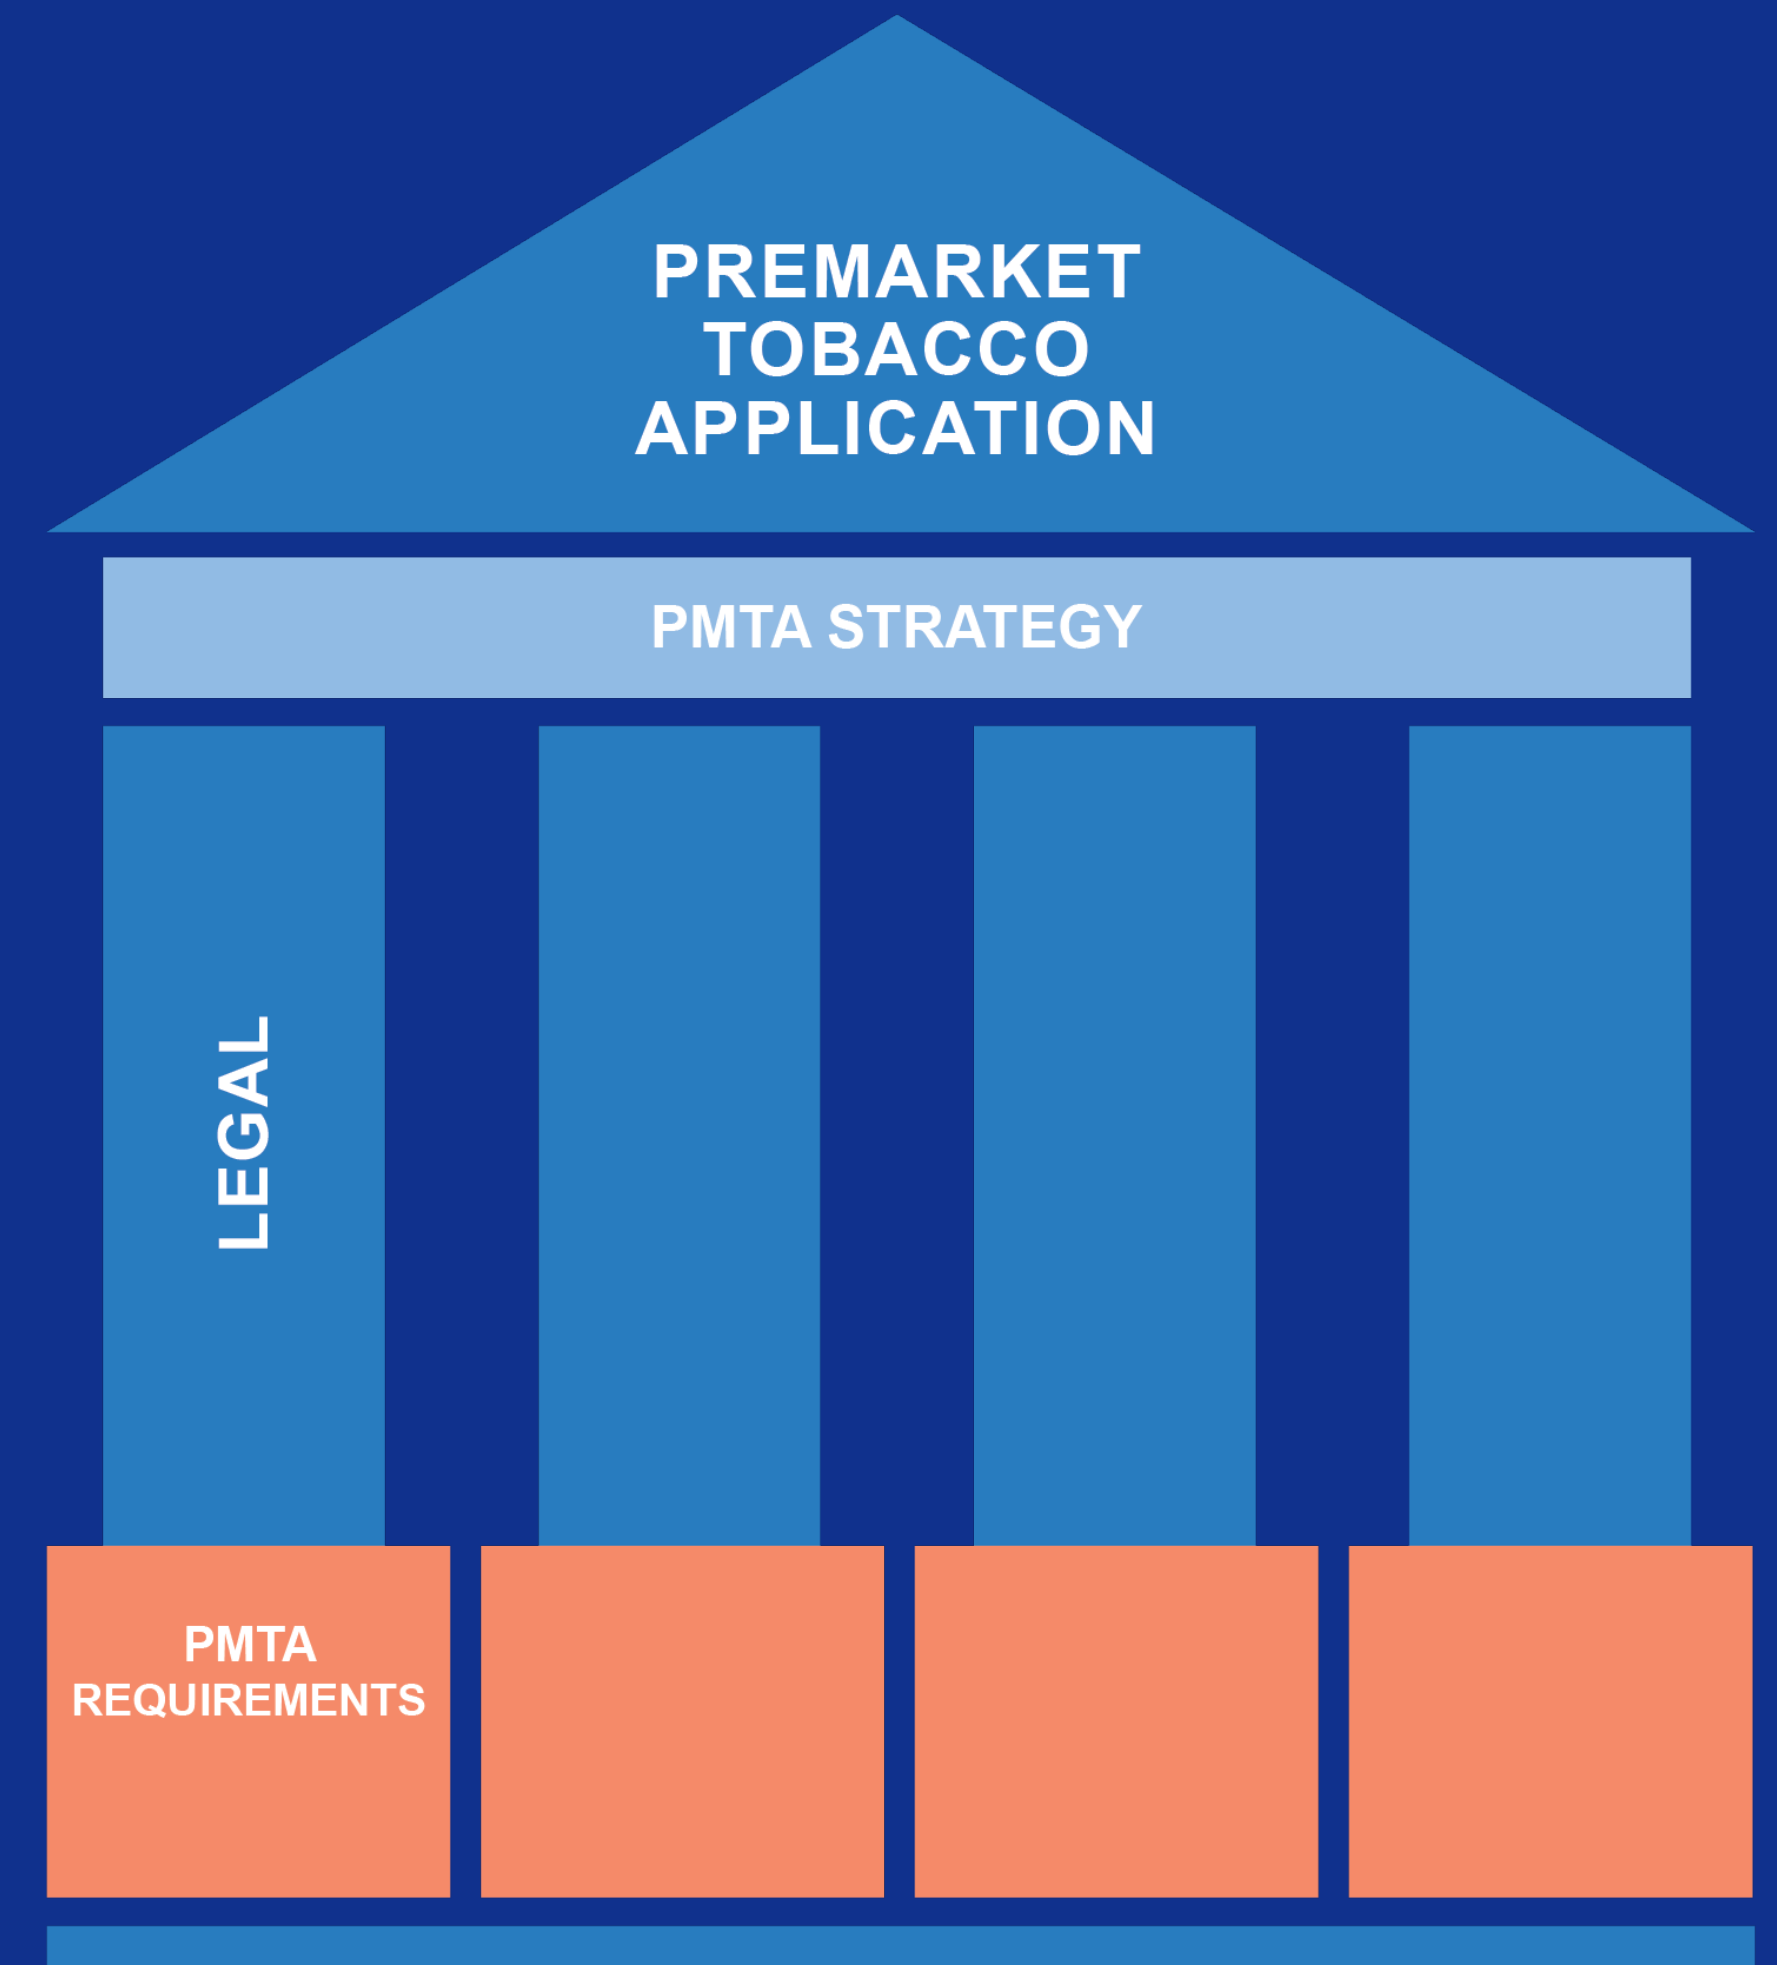 PREMARKET
TOBACCO
APPLICATION
PMTA STRATEGY
LEGAL
PMTA
REQUIREMENTS